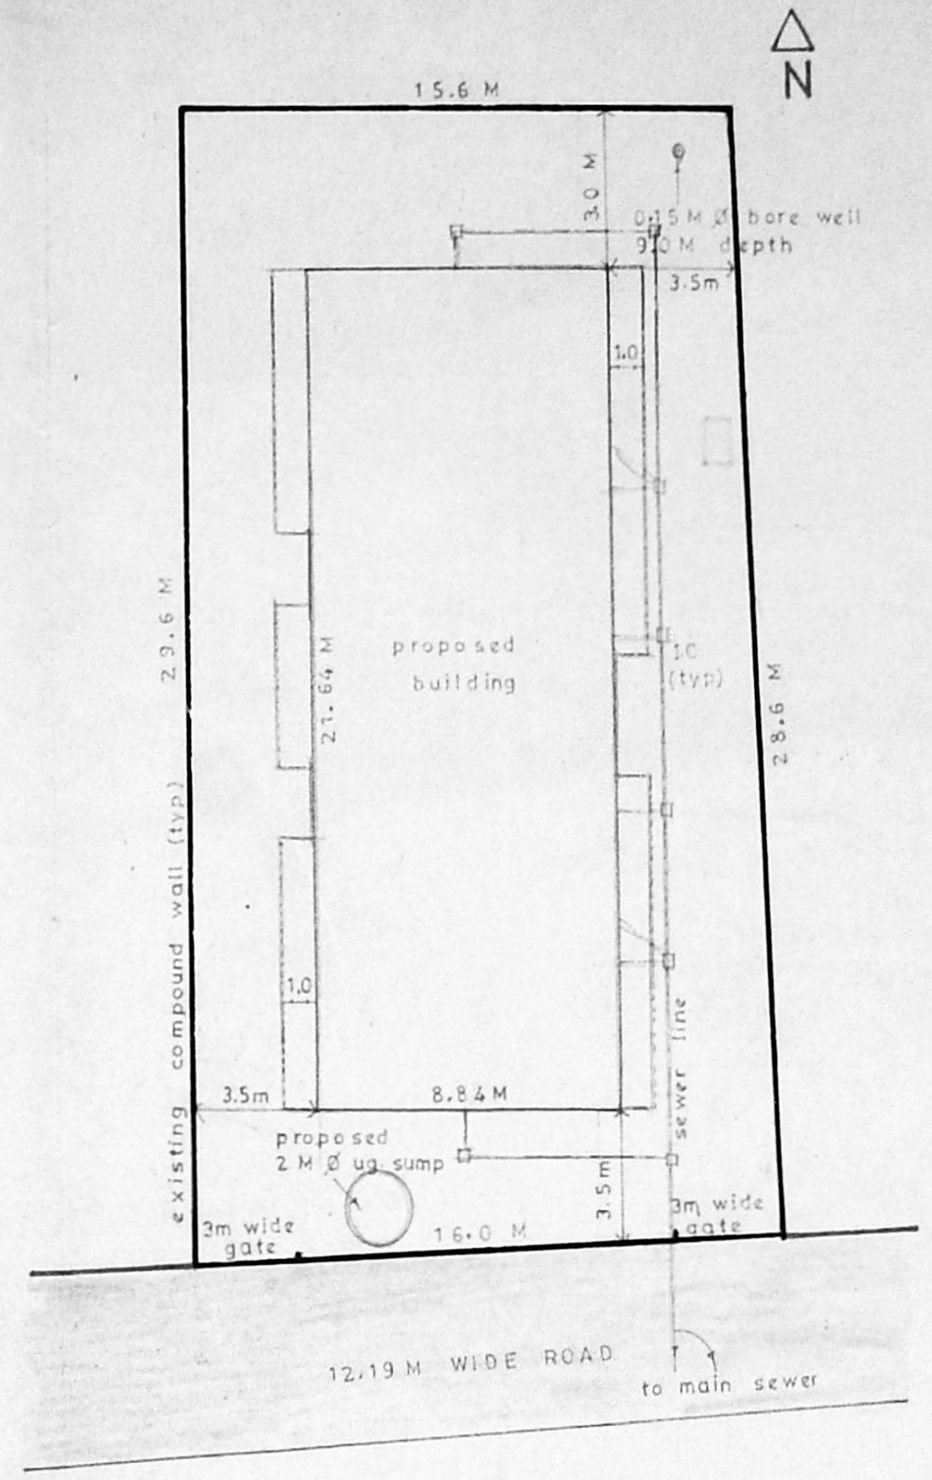 N
15.6 M
3.0 M
0.15 M Ø bore well
9.0 M depth
3.5m
1.0
29.6 M
proposed
building
21.64 M
1.0
(typ)
28.6 M
existing compound wall (typ)
1.0
sewer line
3.5m
8.84 M
proposed
2 M Ø ug. sump
3.5m
3m wide
gate
16.0 M
3m wide
gate
12.19 M WIDE ROAD
to main sewer